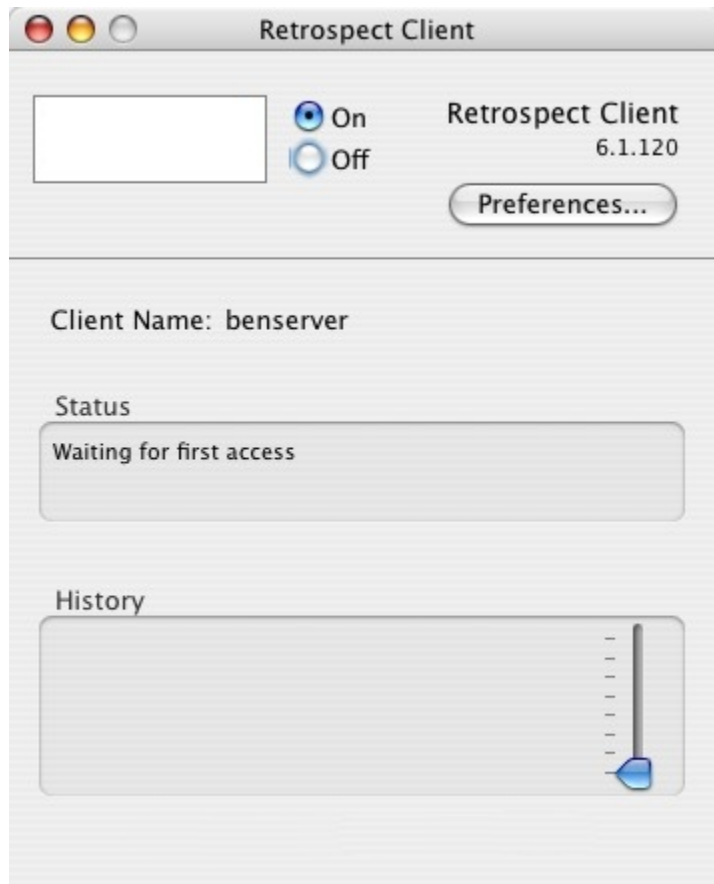 Retrospect Client
On
Off
Retrospect Client
6.1.120
Preferences...
Client Name: benserver
Status
Waiting for first access
History